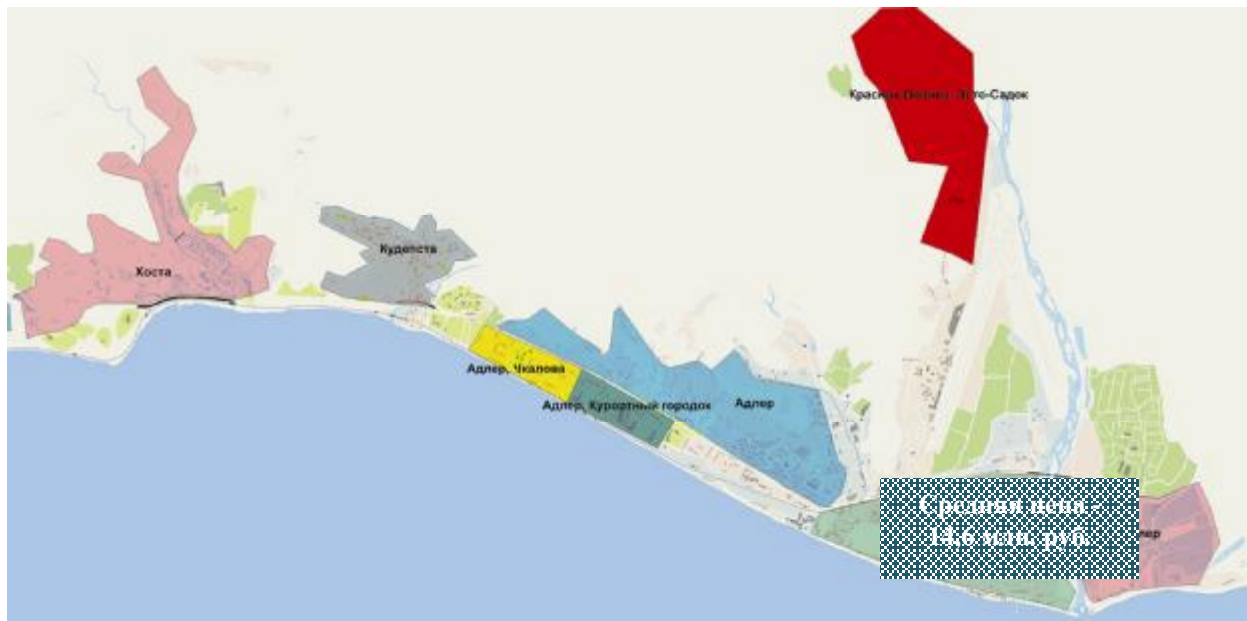 Красная Поляна, Эсто-Садок
Кудепста
Хоста
Адлер, Чкалова
Адлер, Курортный городок
Адлер
Средняя цена -
14,6 млн. руб.